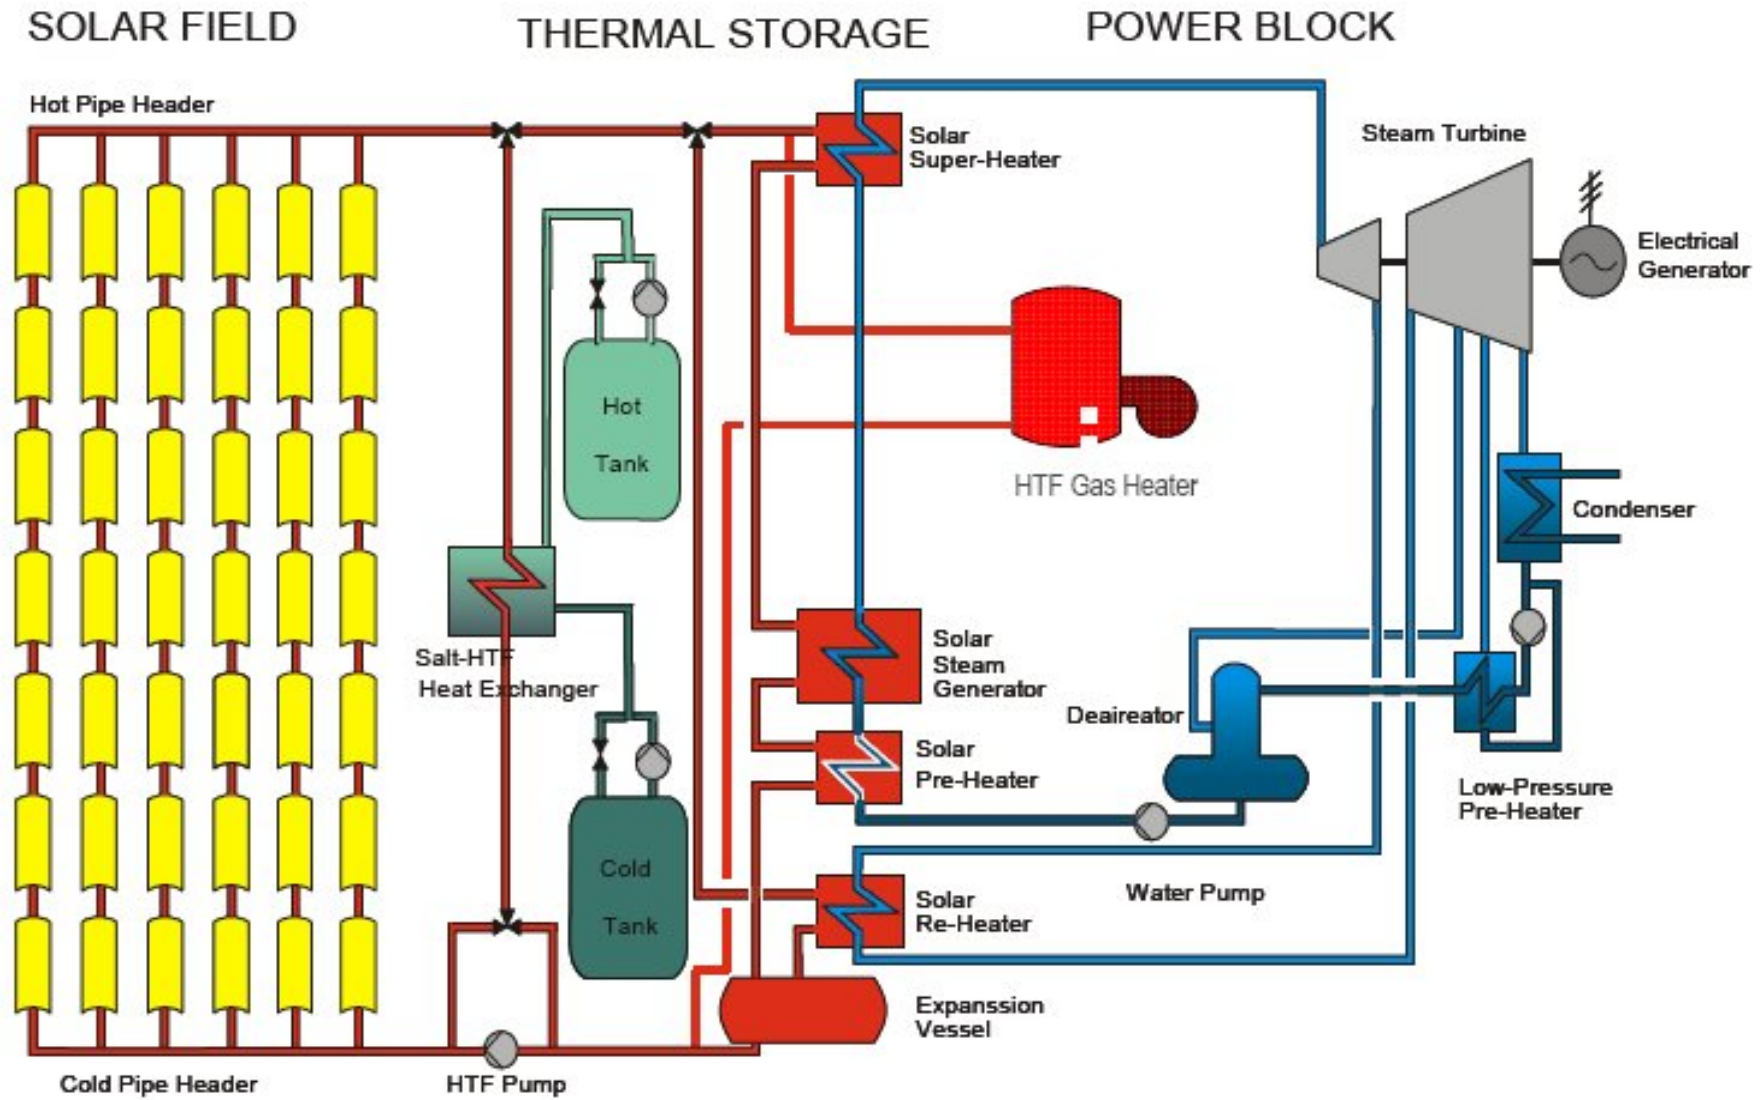 SOLAR FIELD
THERMAL STORAGE
POWER BLOCK
Hot Pipe Header
Solar
Super-Heater
Steam Turbine
Electrical
Generator
Hot
Tank
HTF Gas Heater
Condenser
Salt-HTF
Heat Exchanger
Solar
Steam
Generator
Deaireator
Solar
Pre-Heater
Low-Pressure
Pre-Heater
Cold
Tank
Solar
Re-Heater
Water Pump
Expanssion
Vessel
Cold Pipe Header
HTF Pump